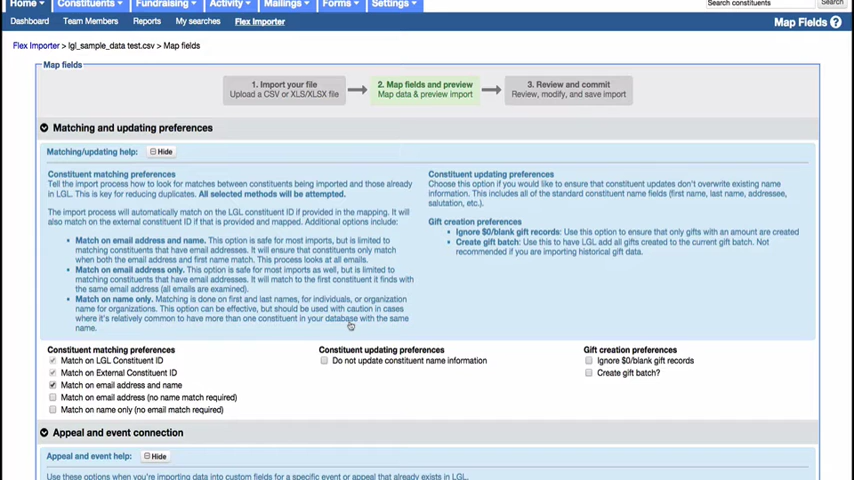 Home Constituents Fundraising Activity Mailings Forms Settings Search constituents Search
Dashboard Team Members Reports My searches Flex Importer Map Fields ?
Flex Importer > lgl_sample_data test.csv > Map fields
Map fields
1. Import your file
Upload a CSV or XLS/XLSX file
2. Map fields and preview
Map data & preview import
3. Review and commit
Review, modify, and save import
Matching and updating preferences
Matching/updating help: Hide
Constituent matching preferences
Tell the import process how to look for matches between constituents being imported and those already
in LGL. This is key for reducing duplicates. All selected methods will be attempted.
The import process will automatically match on the LGL constituent ID if provided in the mapping. It will
also match on the external constituent ID if that is provided and mapped. Additional options include:
• Match on email address and name. This option is safe for most imports, but is limited to
matching constituents that have email addresses. It will ensure that constituents only match
when both the email address and first name match. This process looks at all emails.
• Match on email address only. This option is safe for most imports as well, but is limited to
matching constituents that have email addresses. It will match to the first constituent it finds with
the same email address (all emails are examined).
• Match on name only. Matching is done on first and last names, for individuals, or organization
name for organizations. This option can be effective, but should be used with caution in cases
where it's relatively common to have more than one constituent in your database with the same
name.
Constituent updating preferences
Choose this option if you would like to ensure that constituent updates don't overwrite existing name
information. This includes all of the standard constituent name fields (first name, last name, addressee,
salutation, etc.).
Gift creation preferences
• Ignore $0/blank gift records: Use this option to ensure that only gifts with an amount are created
• Create gift batch: Use this to have LGL add all gifts created to the current gift batch. Not
recommended if you are importing historical gift data.
Constituent matching preferences
Match on LGL Constituent ID
Match on External Constituent ID
Match on email address and name
Match on email address (no name match required)
Match on name only (no email match required)
Constituent updating preferences
Do not update constituent name information
Gift creation preferences
Ignore $0/blank gift records
Create gift batch?
Appeal and event connection
Appeal and event help: Hide
Use these options when you're importing data into custom fields for a specific event or appeal that already exists in LGL.